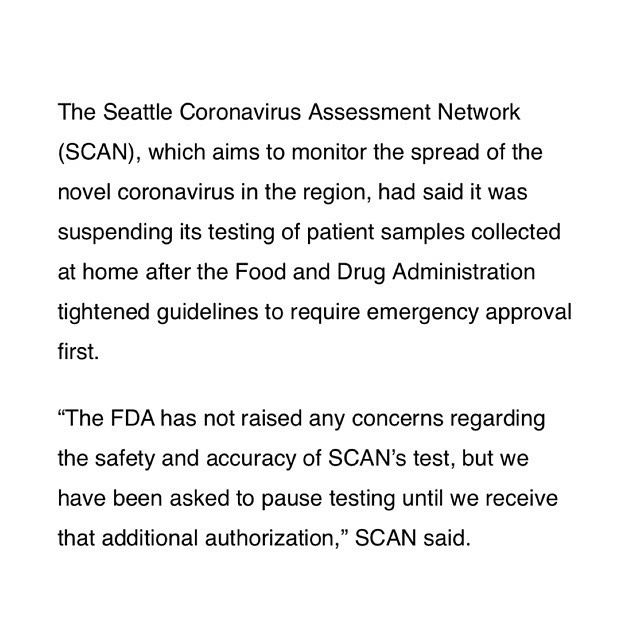 The Seattle Coronavirus Assessment Network
(SCAN), which aims to monitor the spread of the
novel coronavirus in the region, had said it was
suspending its testing of patient samples collected
at home after the Food and Drug Administration
tightened guidelines to require emergency approval
first.
“The FDA has not raised any concerns regarding
the safety and accuracy of SCAN’s test, but we
have been asked to pause testing until we receive
that additional authorization,” SCAN said.